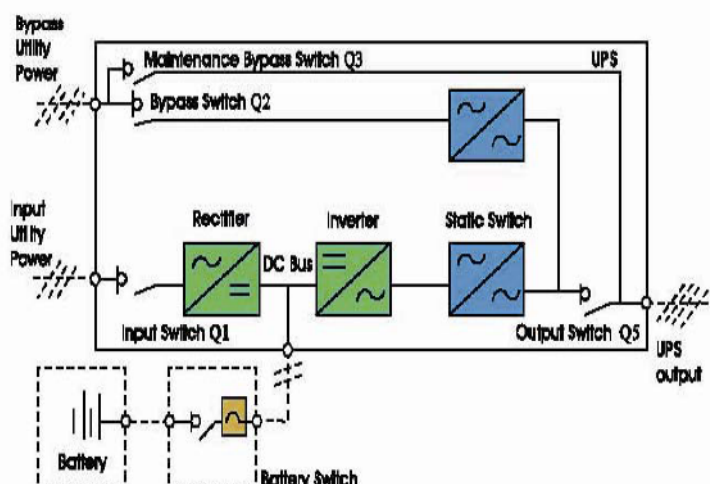 Bypass
Utility
Power
Maintenance Bypass Switch Q3
UPS
Bypass Switch Q2
Input
Utility
Power
Rectifier
Inverter
Static Switch
DC Bus
Input Switch Q1
Output Switch Q5
UPS
output
Battery
Battery Switch